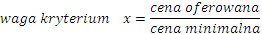 waga kryterium x = cena oferowana / cena minimalna